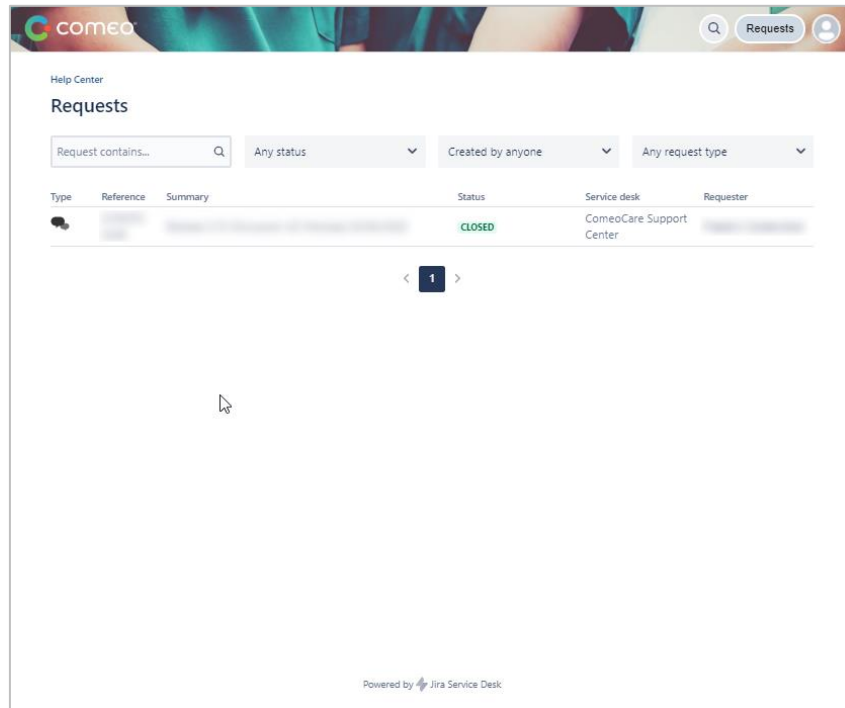 comeo
Requests
Help Center
Requests
Request contains...
Any status
Created by anyone
Any request type
Type Reference Summary Status Service desk Requester
CLOSED
ComeoCare Support
Center
1
Powered by Jira Service Desk